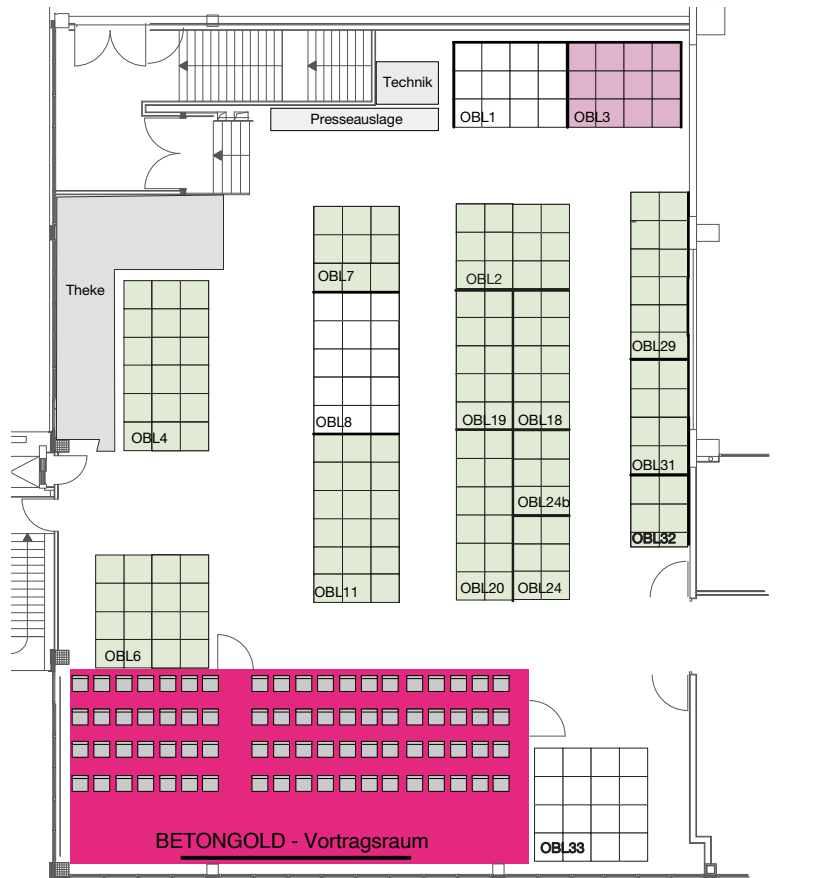 Technik
Presseauslage
OBL1
OBL3
Theke
OBL7
OBL2
OBL29
OBL8
OBL19
OBL18
OBL4
OBL31
OBL24b
OBL32
OBL11
OBL20
OBL24
OBL6
BETONGOLD - Vortragsraum
OBL33